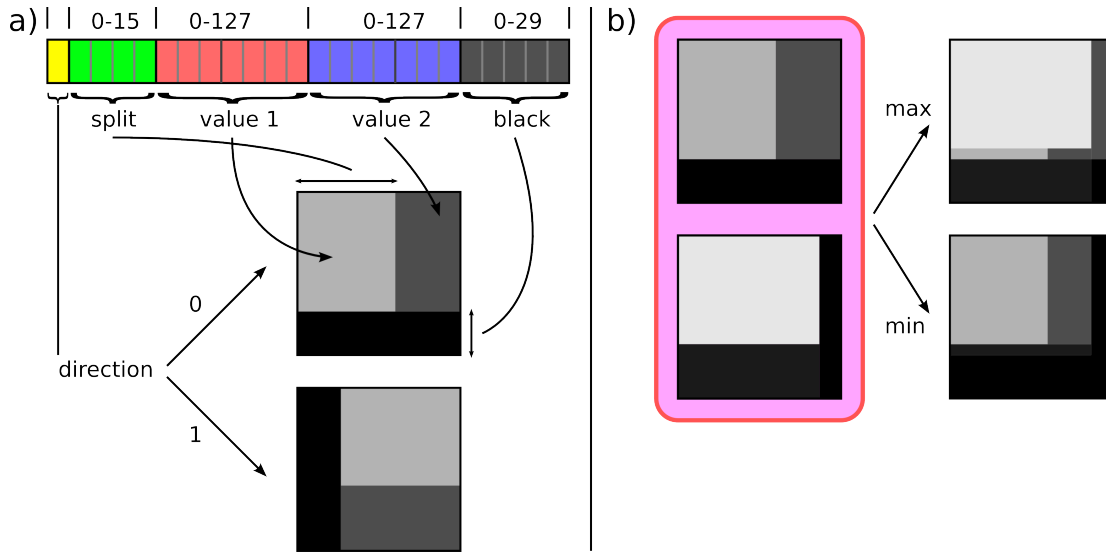 a)
0-15 0-127 0-127 0-29
split value 1 value 2 black
0
direction
1
b)
max
min